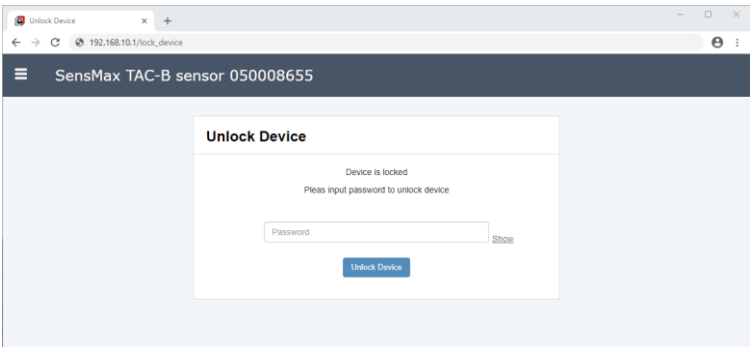 Unlock Device
192.168.10.1/lock_device
SensMax TAC-B sensor 050008655
Unlock Device
Device is locked
Pleas input password to unlock device
Password
Show
Unlock Device